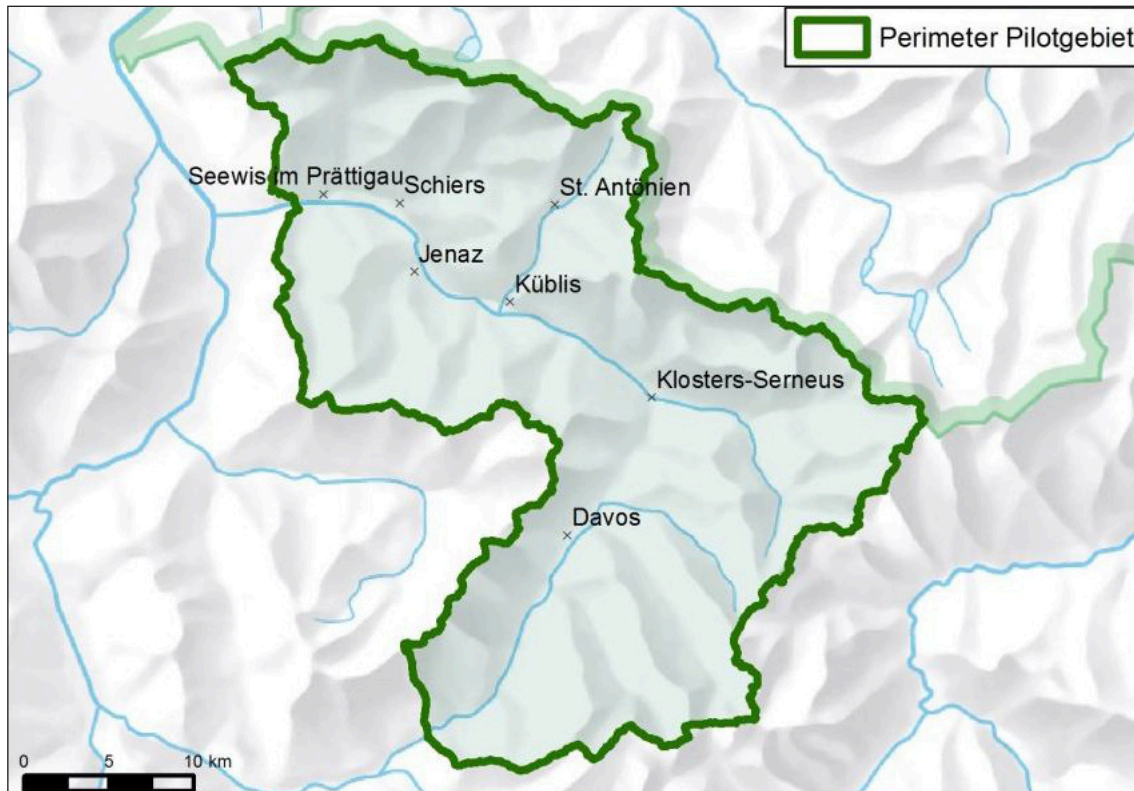 Perimeter Pilotgebiet
Seewis im Prättigau
Schiers
St. Antönien
Jenaz
Küblis
Klosters-Serneus
Davos
0 5 10 km